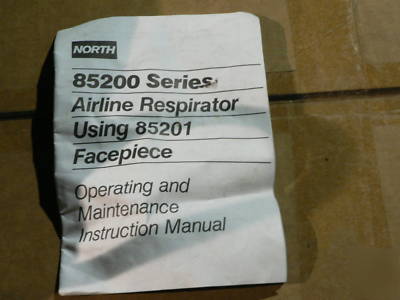 NORTH
85200 Series
Airline Respirator
Using 85201
Facepiece
Operating and
Maintenance
Instruction Manual